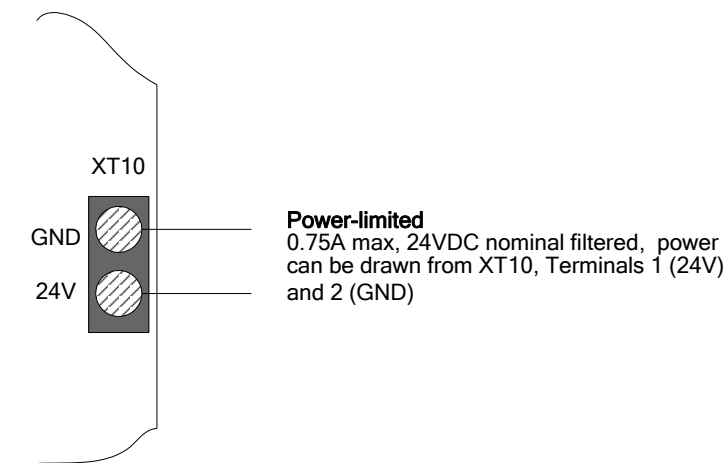 XT10
GND
24V
Power-limited
0.75A max, 24VDC nominal filtered, power
can be drawn from XT10, Terminals 1 (24V)
and 2 (GND)